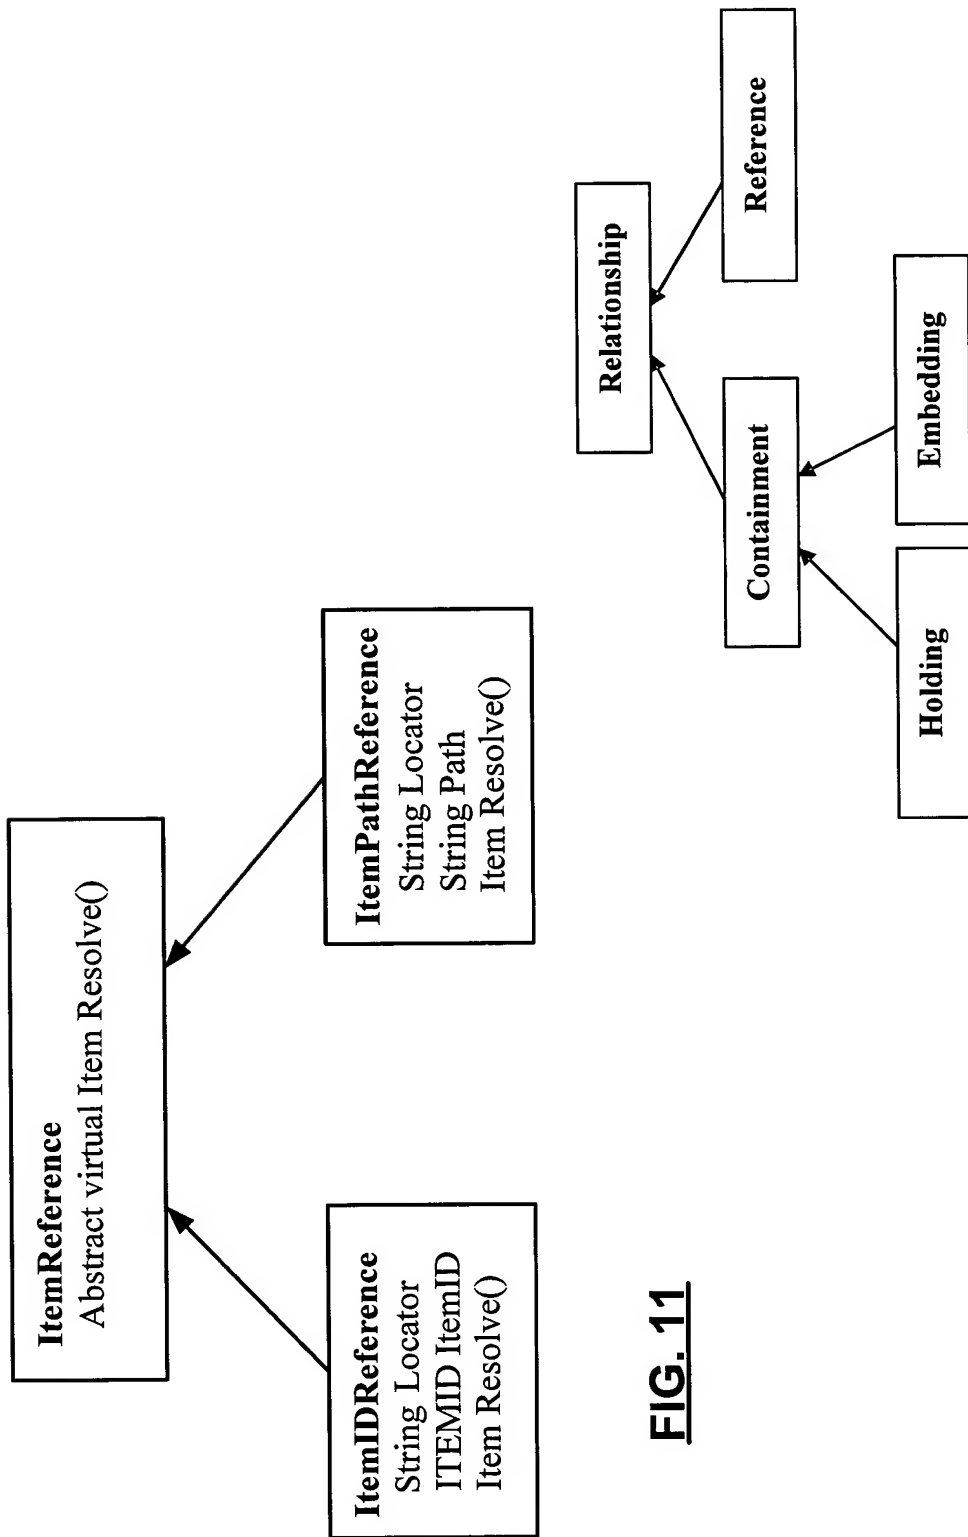 ItemReference
Abstract virtual Item Resolve()
ItemIDReference
String Locator
ITEMID ItemID
Item Resolve()
ItemPathReference
String Locator
String Path
Item Resolve()
Relationship
Containment
Reference
Holding
Embedding
FIG. 11